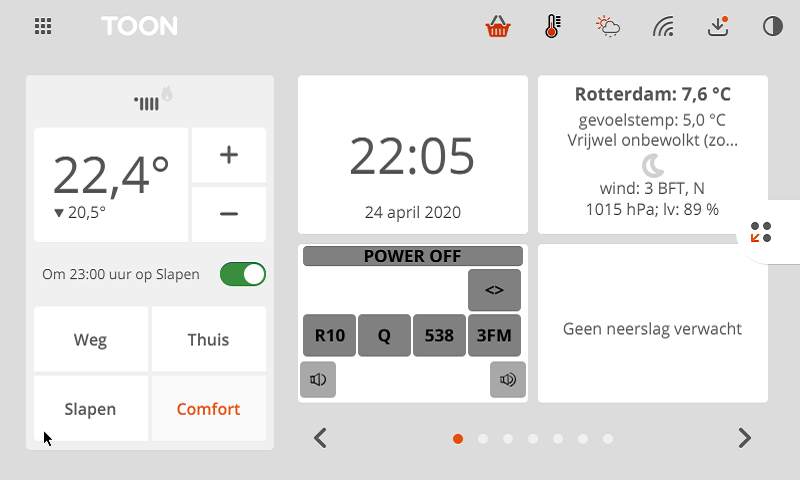 TOON
22,4°
▼ 20,5°
+
−
Om 23:00 uur op Slapen
Weg
Thuis
Slapen
Comfort
22:05
24 april 2020
Rotterdam: 7,6 °C
gevoelstemp: 5,0 °C
Vrijwel onbewolkt (zo...
wind: 3 BFT, N
1015 hPa; lv: 89 %
POWER OFF
<>
R10
Q
538
3FM
Geen neerslag verwacht